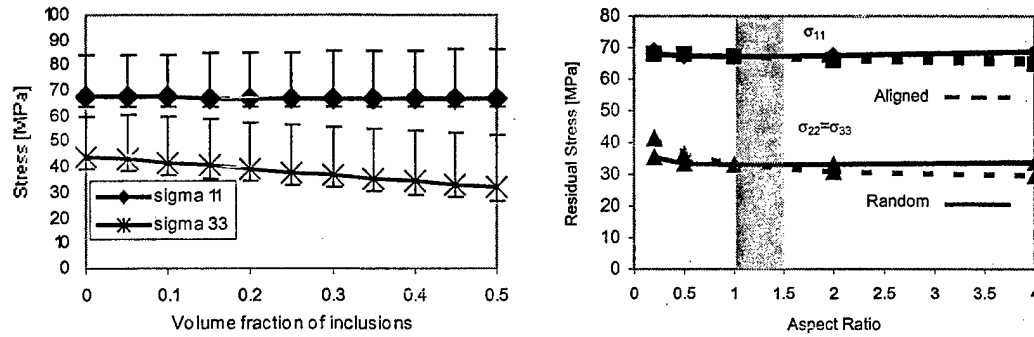 100
90
80
70
60
50
40
30
20
10
0
Stress [MPa]
sigma 11
sigma 33
0 0.1 0.2 0.3 0.4 0.5
Volume fraction of inclusions
80
70
60
50
40
30
20
10
0
Residual Stress [MPa]
σ11
Aligned
σ22=σ33
Random
0 0.5 1 1.5 2 2.5 3 3.5 4
Aspect Ratio